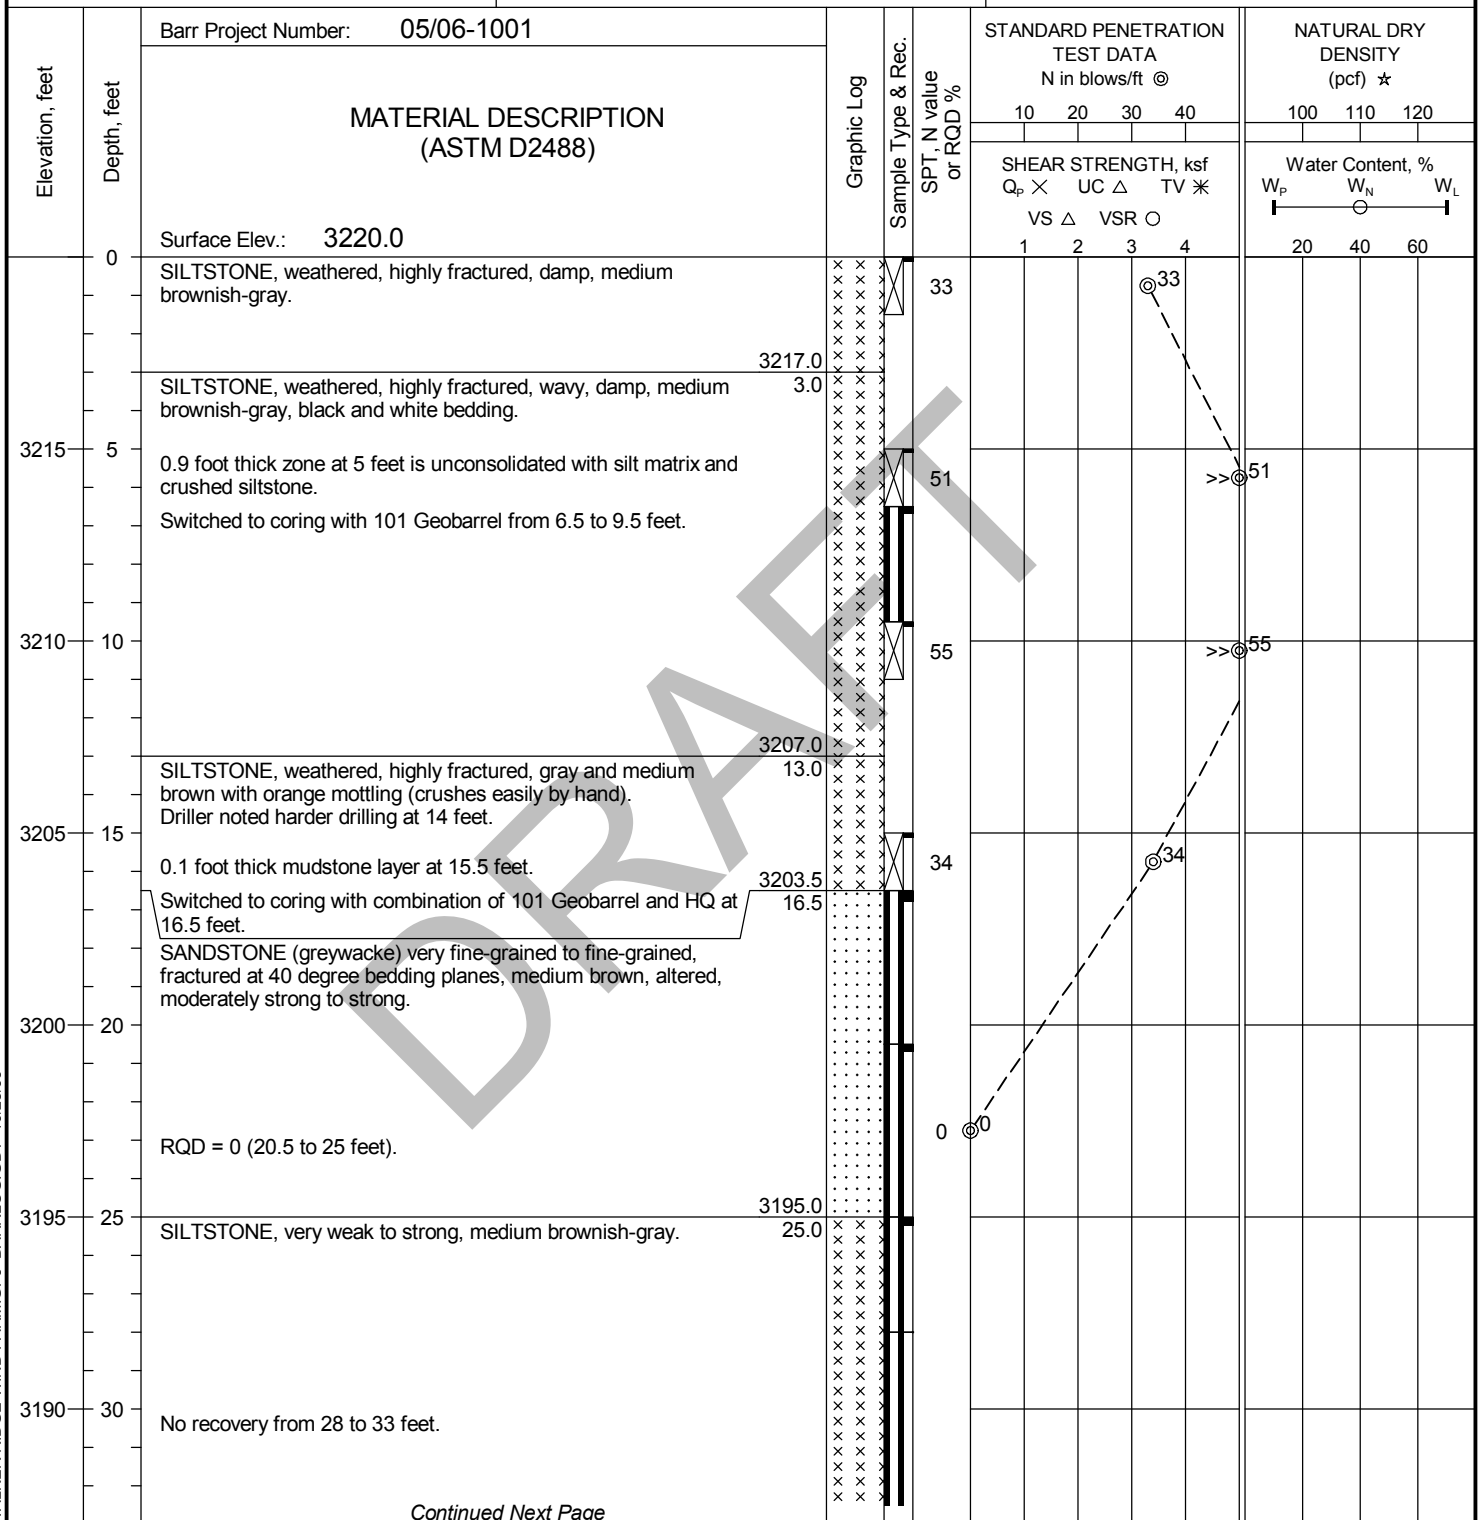 Barr Project Number: 05/06-1001
Elevation, feet
Depth, feet
MATERIAL DESCRIPTION
(ASTM D2488)
Surface Elev.: 3220.0
Graphic Log
Sample Type & Rec.
SPT, N value
or RQD %
STANDARD PENETRATION
TEST DATA
N in blows/ft
10 20 30 40
SHEAR STRENGTH, ksf
QP UC TV
VS VSR
1 2 3 4
NATURAL DRY
DENSITY
(pcf)
100 110 120
Water Content, %
WP WN WL
20 40 60
0
SILTSTONE, weathered, highly fractured, damp, medium
brownish-gray.
33 33
3217.0
3.0
SILTSTONE, weathered, highly fractured, wavy, damp, medium
brownish-gray, black and white bedding.
3215 5
0.9 foot thick zone at 5 feet is unconsolidated with silt matrix and
crushed siltstone.
51 >> 51
Switched to coring with 101 Geobarrel from 6.5 to 9.5 feet.
3210 10
55 >> 55
3207.0
13.0
SILTSTONE, weathered, highly fractured, gray and medium
brown with orange mottling (crushes easily by hand).
Driller noted harder drilling at 14 feet.
3205 15
0.1 foot thick mudstone layer at 15.5 feet.
34 34
3203.5
16.5
Switched to coring with combination of 101 Geobarrel and HQ at
16.5 feet.
SANDSTONE (greywacke) very fine-grained to fine-grained,
fractured at 40 degree bedding planes, medium brown, altered,
moderately strong to strong.
3200 20
0 0
RQD = 0 (20.5 to 25 feet).
3195.0
25.0
3195 25
SILTSTONE, very weak to strong, medium brownish-gray.
3190 30
No recovery from 28 to 33 feet.
Continued Next Page
DRAFT